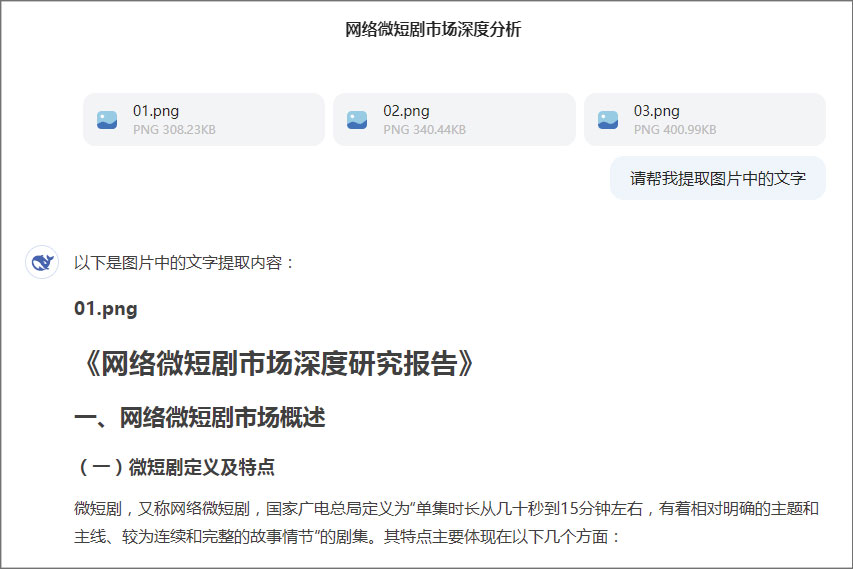 网络微短剧市场深度分析
01.png
PNG 308.23KB
02.png
PNG 340.44KB
03.png
PNG 400.99KB
请帮我提取图片中的文字
以下是图片中的文字提取内容：
01.png
《网络微短剧市场深度研究报告》
一、网络微短剧市场概述
（一）微短剧定义及特点
微短剧，又称网络微短剧，国家广电总局定义为“单集时长从几十秒到15分钟左右，有着相对明确的主题和
主线、较为连续和完整的故事情节”的剧集。其特点主要体现在以下几个方面：